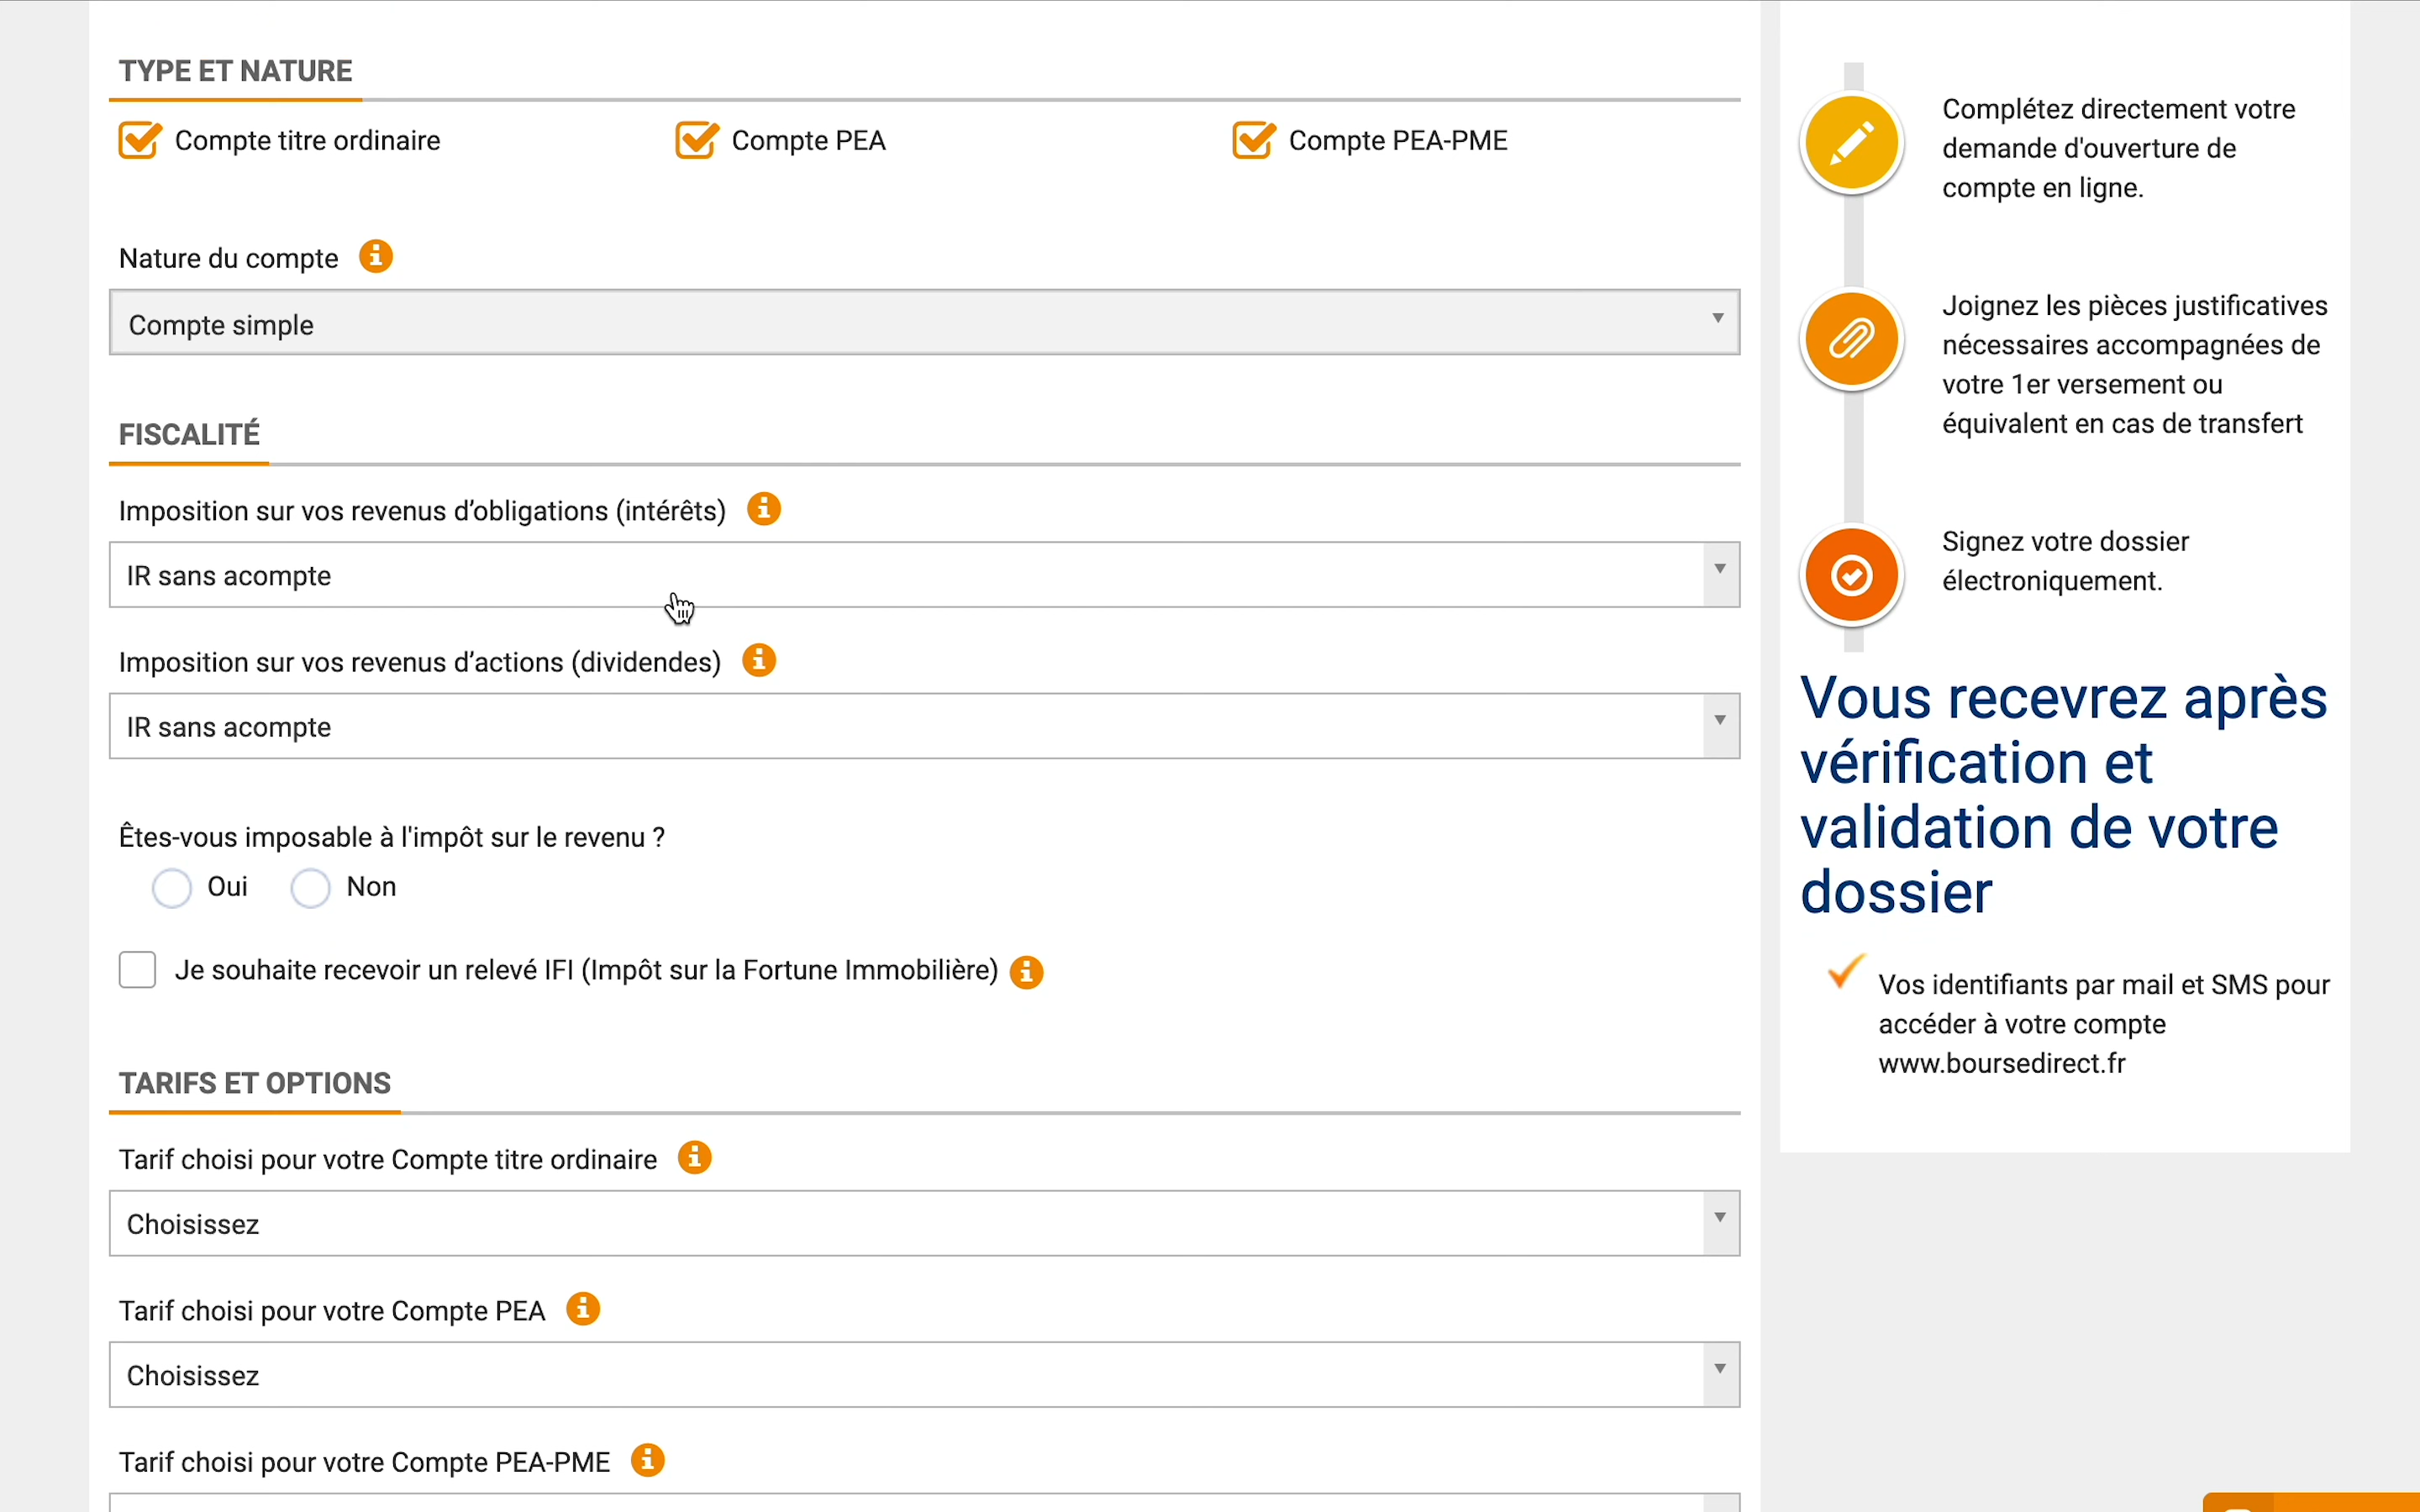 TYPE ET NATURE
Compte titre ordinaire
Compte PEA
Compte PEA-PME
Nature du compte
Compte simple
FISCALITÉ
Imposition sur vos revenus d’obligations (intérêts)
IR sans acompte
Imposition sur vos revenus d’actions (dividendes)
IR sans acompte
Êtes-vous imposable à l'impôt sur le revenu ?
Oui
Non
Je souhaite recevoir un relevé IFI (Impôt sur la Fortune Immobilière)
TARIFS ET OPTIONS
Tarif choisi pour votre Compte titre ordinaire
Choisissez
Tarif choisi pour votre Compte PEA
Choisissez
Tarif choisi pour votre Compte PEA-PME
Complétez directement votre
demande d'ouverture de
compte en ligne.
Joignez les pièces justificatives
nécessaires accompagnées de
votre 1er versement ou
équivalent en cas de transfert
Signez votre dossier
électroniquement.
Vous recevrez après
vérification et
validation de votre
dossier
Vos identifiants par mail et SMS pour
accéder à votre compte
www.boursedirect.fr